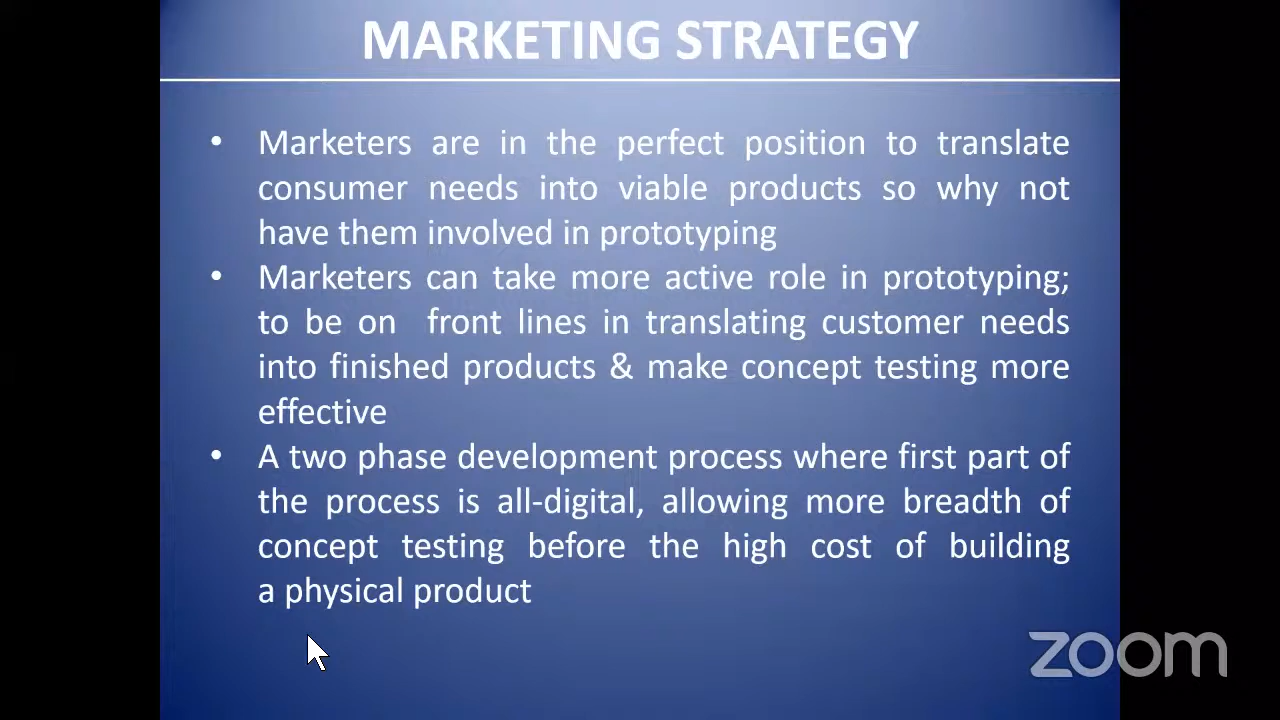 MARKETING STRATEGY
• Marketers are in the perfect position to translate
consumer needs into viable products so why not
have them involved in prototyping
• Marketers can take more active role in prototyping;
to be on front lines in translating customer needs
into finished products & make concept testing more
effective
• A two phase development process where first part of
the process is all-digital, allowing more breadth of
concept testing before the high cost of building
a physical product
zoom